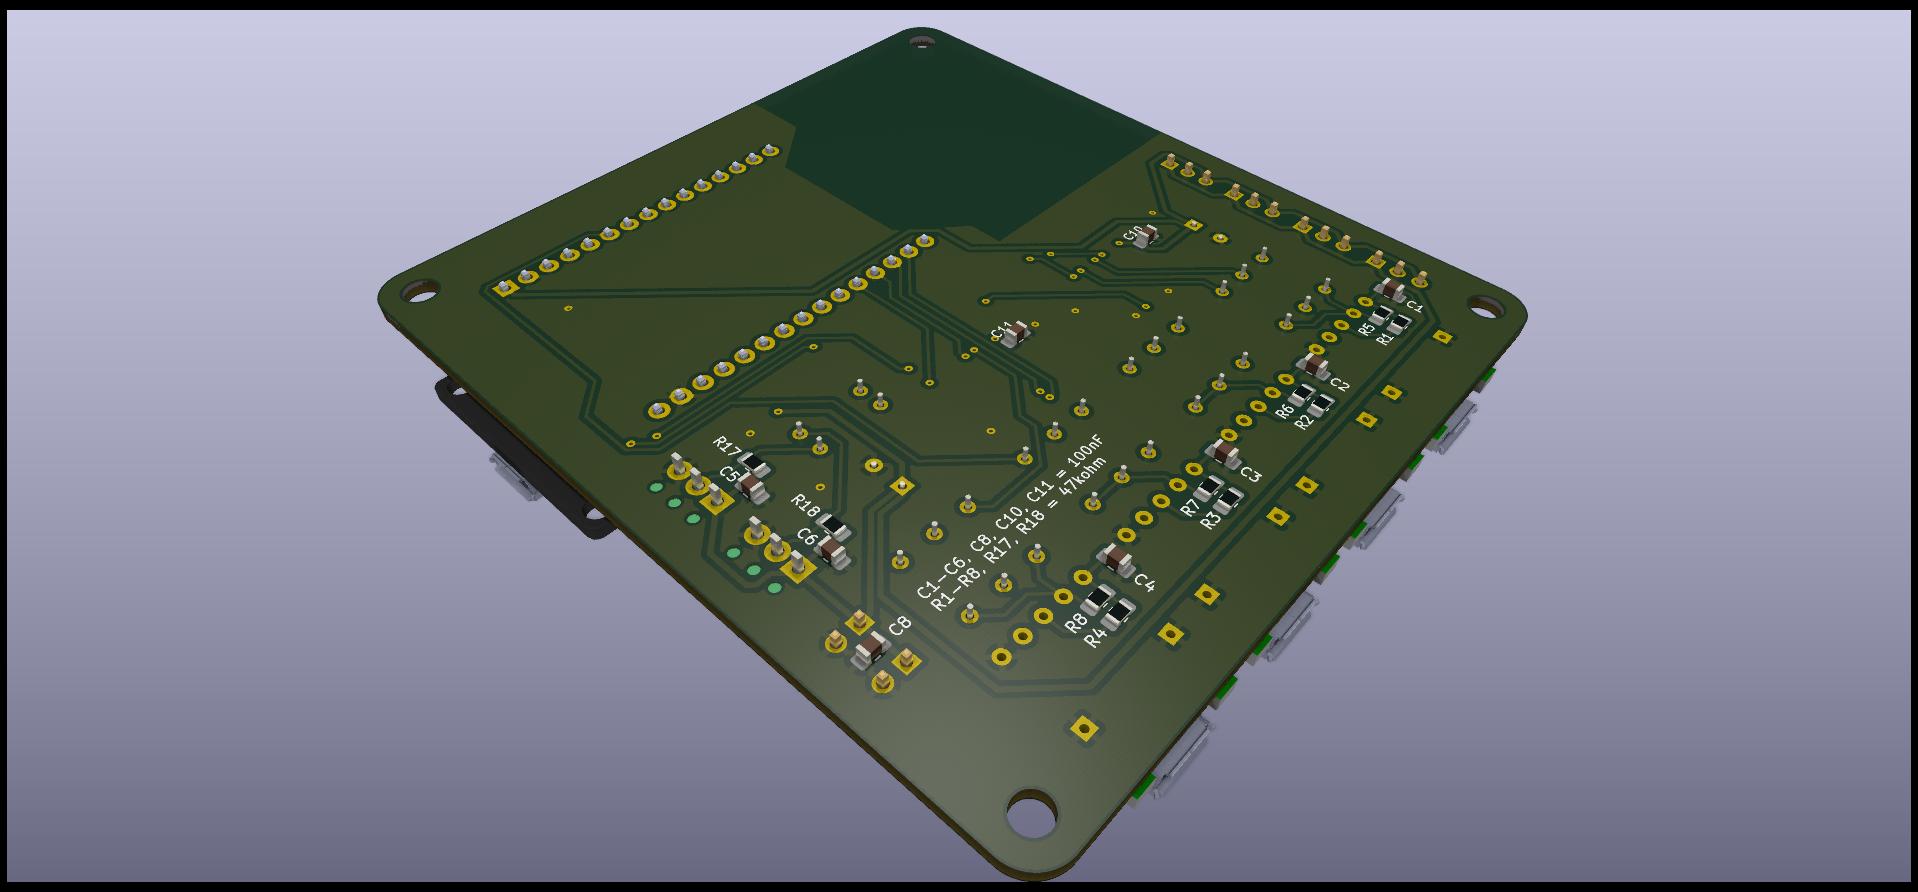 C10
C1
R5
R1
C11
C2
R6
R2
R17
C5
C3
R7
R3
R18
C6
C1-C6, C8, C10, C11 = 100nF
R1-R8, R17, R18 = 47kohm
C4
R8
R4
C8